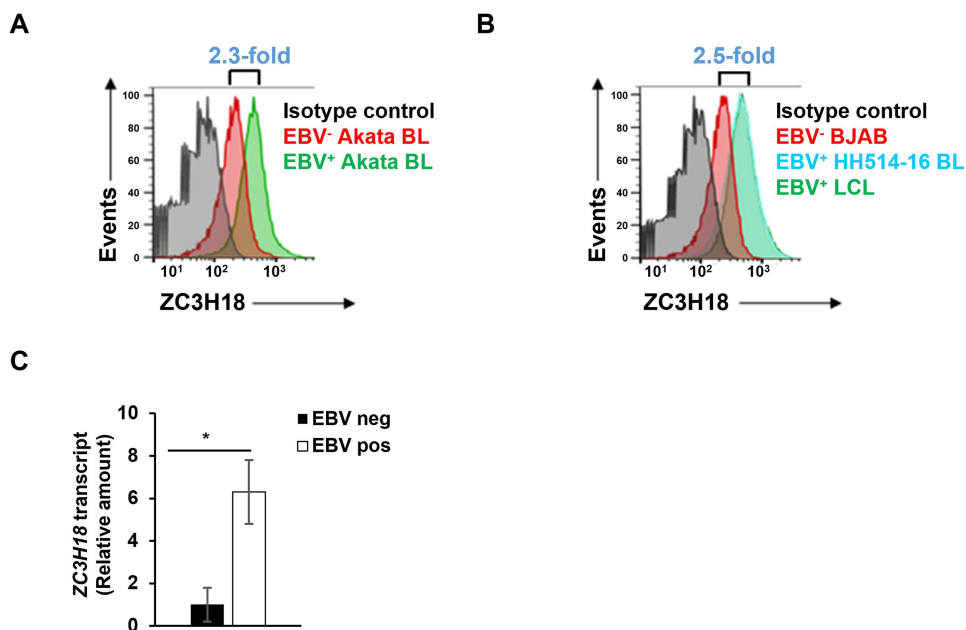 A
2.3-fold
Events
100
80
60
40
20
0
10¹ 10² 10³
ZC3H18
Isotype control
EBV⁻ Akata BL
EBV⁺ Akata BL
B
2.5-fold
Events
100
80
60
40
20
0
10¹ 10² 10³
ZC3H18
Isotype control
EBV⁻ BJAB
EBV⁺ HH514-16 BL
EBV⁺ LCL
C
ZC3H18 transcript
(Relative amount)
10
8
6
4
2
0
*
EBV neg
EBV pos